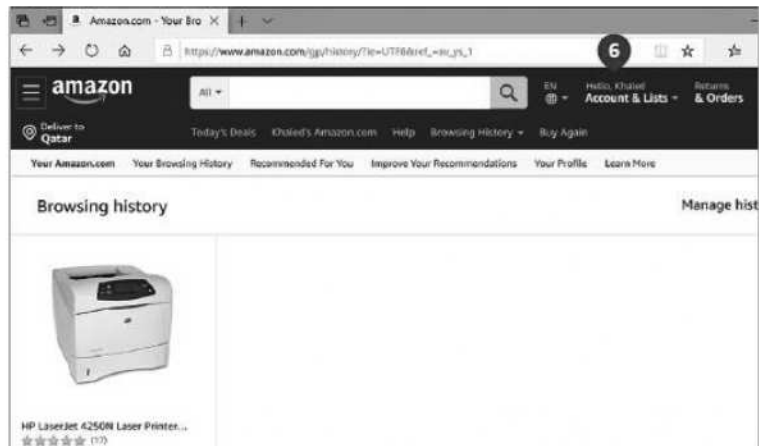 Amazon.com - Your Bro
https://www.amazon.com/gp/history/?ie=UTF8&ref_=nv_ys_1
6
amazon
All
EN
Hello, Khaled
Account & Lists
Returns
& Orders
Deliver to
Qatar
Today's Deals Khaled's Amazon.com Help Browsing History Buy Again
Your Amazon.com Your Browsing History Recommended For You Improve Your Recommendations Your Profile Learn More
Browsing history
Manage hist
HP LaserJet 4250N Laser Printer...